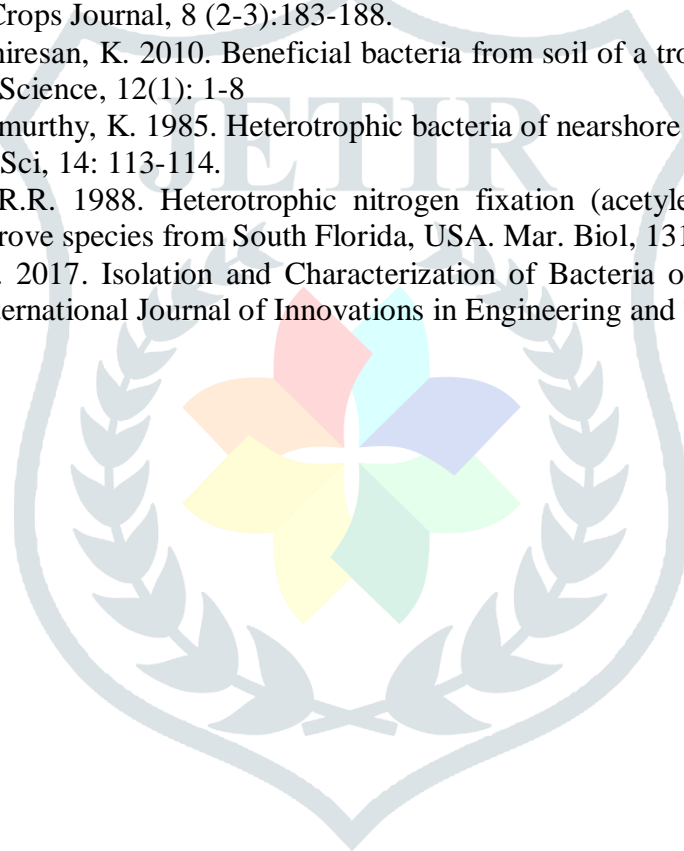 Crops Journal, 8 (2-3):183-188.
hiresan, K. 2010. Beneficial bacteria from soil of a tro
Science, 12(1): 1-8
murthy, K. 1985. Heterotrophic bacteria of nearshore
Sci, 14: 113-114.
R.R. 1988. Heterotrophic nitrogen fixation (acetyle
rove species from South Florida, USA. Mar. Biol, 131
. 2017. Isolation and Characterization of Bacteria o
ternational Journal of Innovations in Engineering and
JETIR